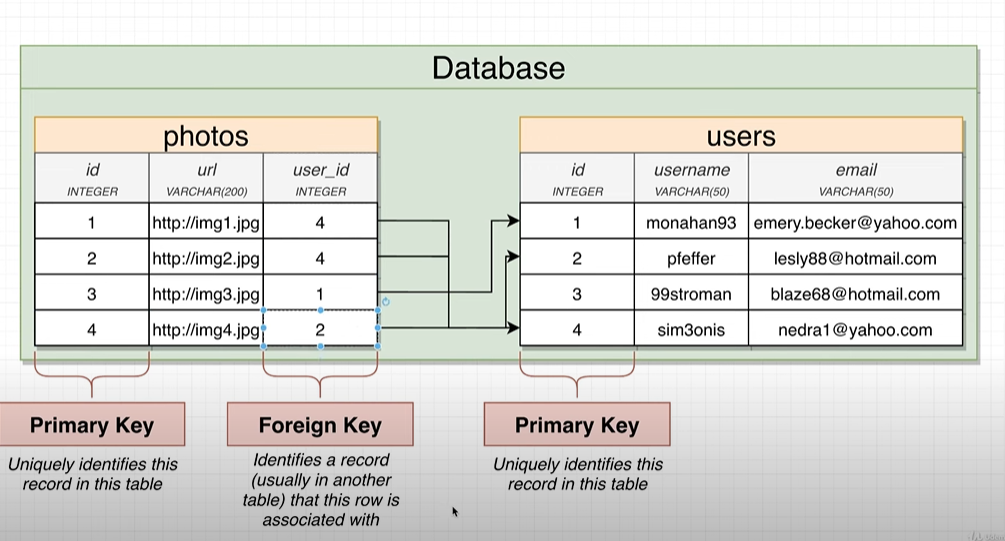 Database
photos
id url user_id
INTEGER VARCHAR(200) INTEGER
1 http://img1.jpg 4
2 http://img2.jpg 4
3 http://img3.jpg 1
4 http://img4.jpg 2
users
id username email
INTEGER VARCHAR(50) VARCHAR(50)
1 monahan93 emery.becker@yahoo.com
2 pfeffer lesly88@hotmail.com
3 99stroman blaze68@hotmail.com
4 sim3onis nedra1@yahoo.com
Primary Key
Uniquely identifies this
record in this table
Foreign Key
Identifies a record
(usually in another
table) that this row is
associated with
Primary Key
Uniquely identifies this
record in this table